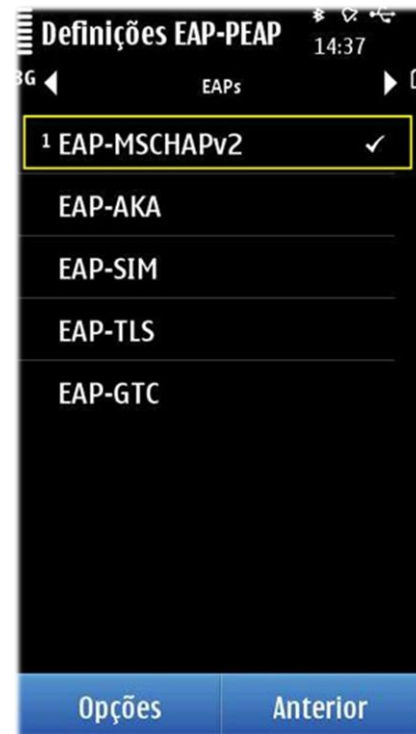 Definições EAP-PEAP
14:37
3G
EAPs
1 EAP-MSCHAPv2
EAP-AKA
EAP-SIM
EAP-TLS
EAP-GTC
Opções Anterior